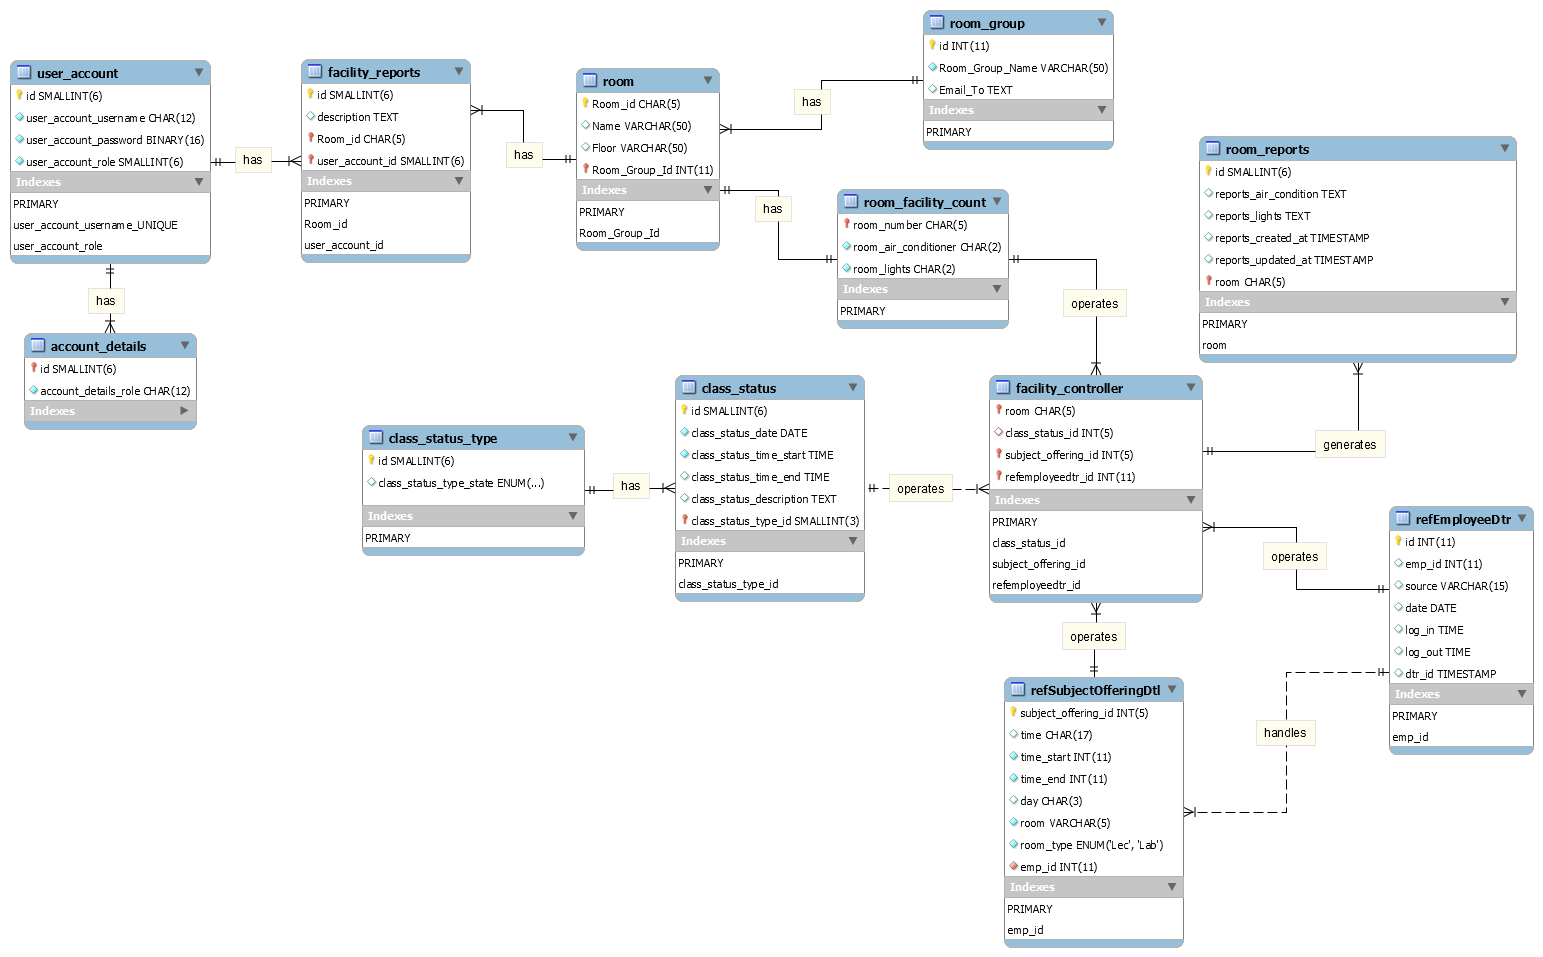 user_account
id SMALLINT(6)
user_account_username CHAR(12)
user_account_password BINARY(16)
user_account_role SMALLINT(6)
Indexes
PRIMARY
user_account_username_UNIQUE
user_account_role
has
facility_reports
id SMALLINT(6)
description TEXT
Room_id CHAR(5)
user_account_id SMALLINT(6)
Indexes
PRIMARY
Room_id
user_account_id
has
room
Room_id CHAR(5)
Name VARCHAR(50)
Floor VARCHAR(50)
Room_Group_Id INT(11)
Indexes
PRIMARY
Room_Group_Id
has
room_group
id INT(11)
Room_Group_Name VARCHAR(50)
Email_To TEXT
Indexes
PRIMARY
has
room_facility_count
room_number CHAR(5)
room_air_conditioner CHAR(2)
room_lights CHAR(2)
Indexes
PRIMARY
operates
room_reports
id SMALLINT(6)
reports_air_condition TEXT
reports_lights TEXT
reports_created_at TIMESTAMP
reports_updated_at TIMESTAMP
room CHAR(5)
Indexes
PRIMARY
room
has
account_details
id SMALLINT(6)
account_details_role CHAR(12)
Indexes
class_status_type
id SMALLINT(6)
class_status_type_state ENUM(...)
Indexes
PRIMARY
has
class_status
id SMALLINT(6)
class_status_date DATE
class_status_time_start TIME
class_status_time_end TIME
class_status_description TEXT
class_status_type_id SMALLINT(3)
Indexes
PRIMARY
class_status_type_id
operates
facility_controller
room CHAR(5)
class_status_id INT(5)
subject_offering_id INT(5)
refemployeedtr_id INT(11)
Indexes
PRIMARY
class_status_id
subject_offering_id
refemployeedtr_id
generates
operates
refEmployeeDtr
id INT(11)
emp_id INT(11)
source VARCHAR(15)
date DATE
log_in TIME
log_out TIME
dtr_id TIMESTAMP
Indexes
PRIMARY
emp_id
operates
handles
refSubjectOfferingDtl
subject_offering_id INT(5)
time CHAR(17)
time_start INT(11)
time_end INT(11)
day CHAR(3)
room VARCHAR(5)
room_type ENUM('Lec', 'Lab')
emp_id INT(11)
Indexes
PRIMARY
emp_id